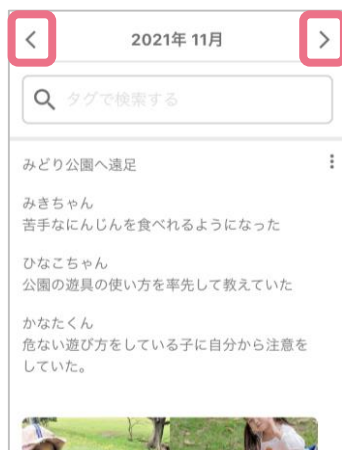 2021年 11月
タグで検索する
みどり公園へ遠足
みきちゃん
苦手なにんじんを食べれるようになった
ひなこちゃん
公園の遊具の使い方を率先して教えていた
かなたくん
危ない遊び方をしている子に自分から注意を
していた。